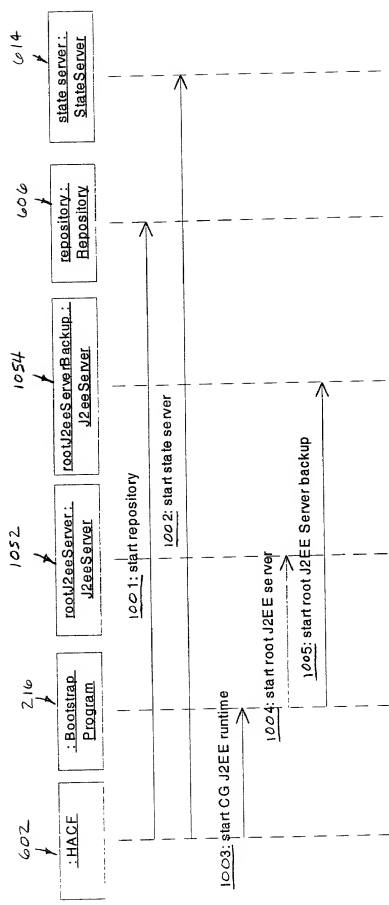 602
216
1052
1054
606
614
: HACF
: Bootstrap
Program
rootJ2eeServer :
J2eeServer
rootJ2eeServerBackup :
J2eeServer
repository :
Repository
state server :
StateServer
1001: start repository
1002: start state server
1003: start CG J2EE runtime
1004: start root J2EE server
1005: start root J2EE Server backup